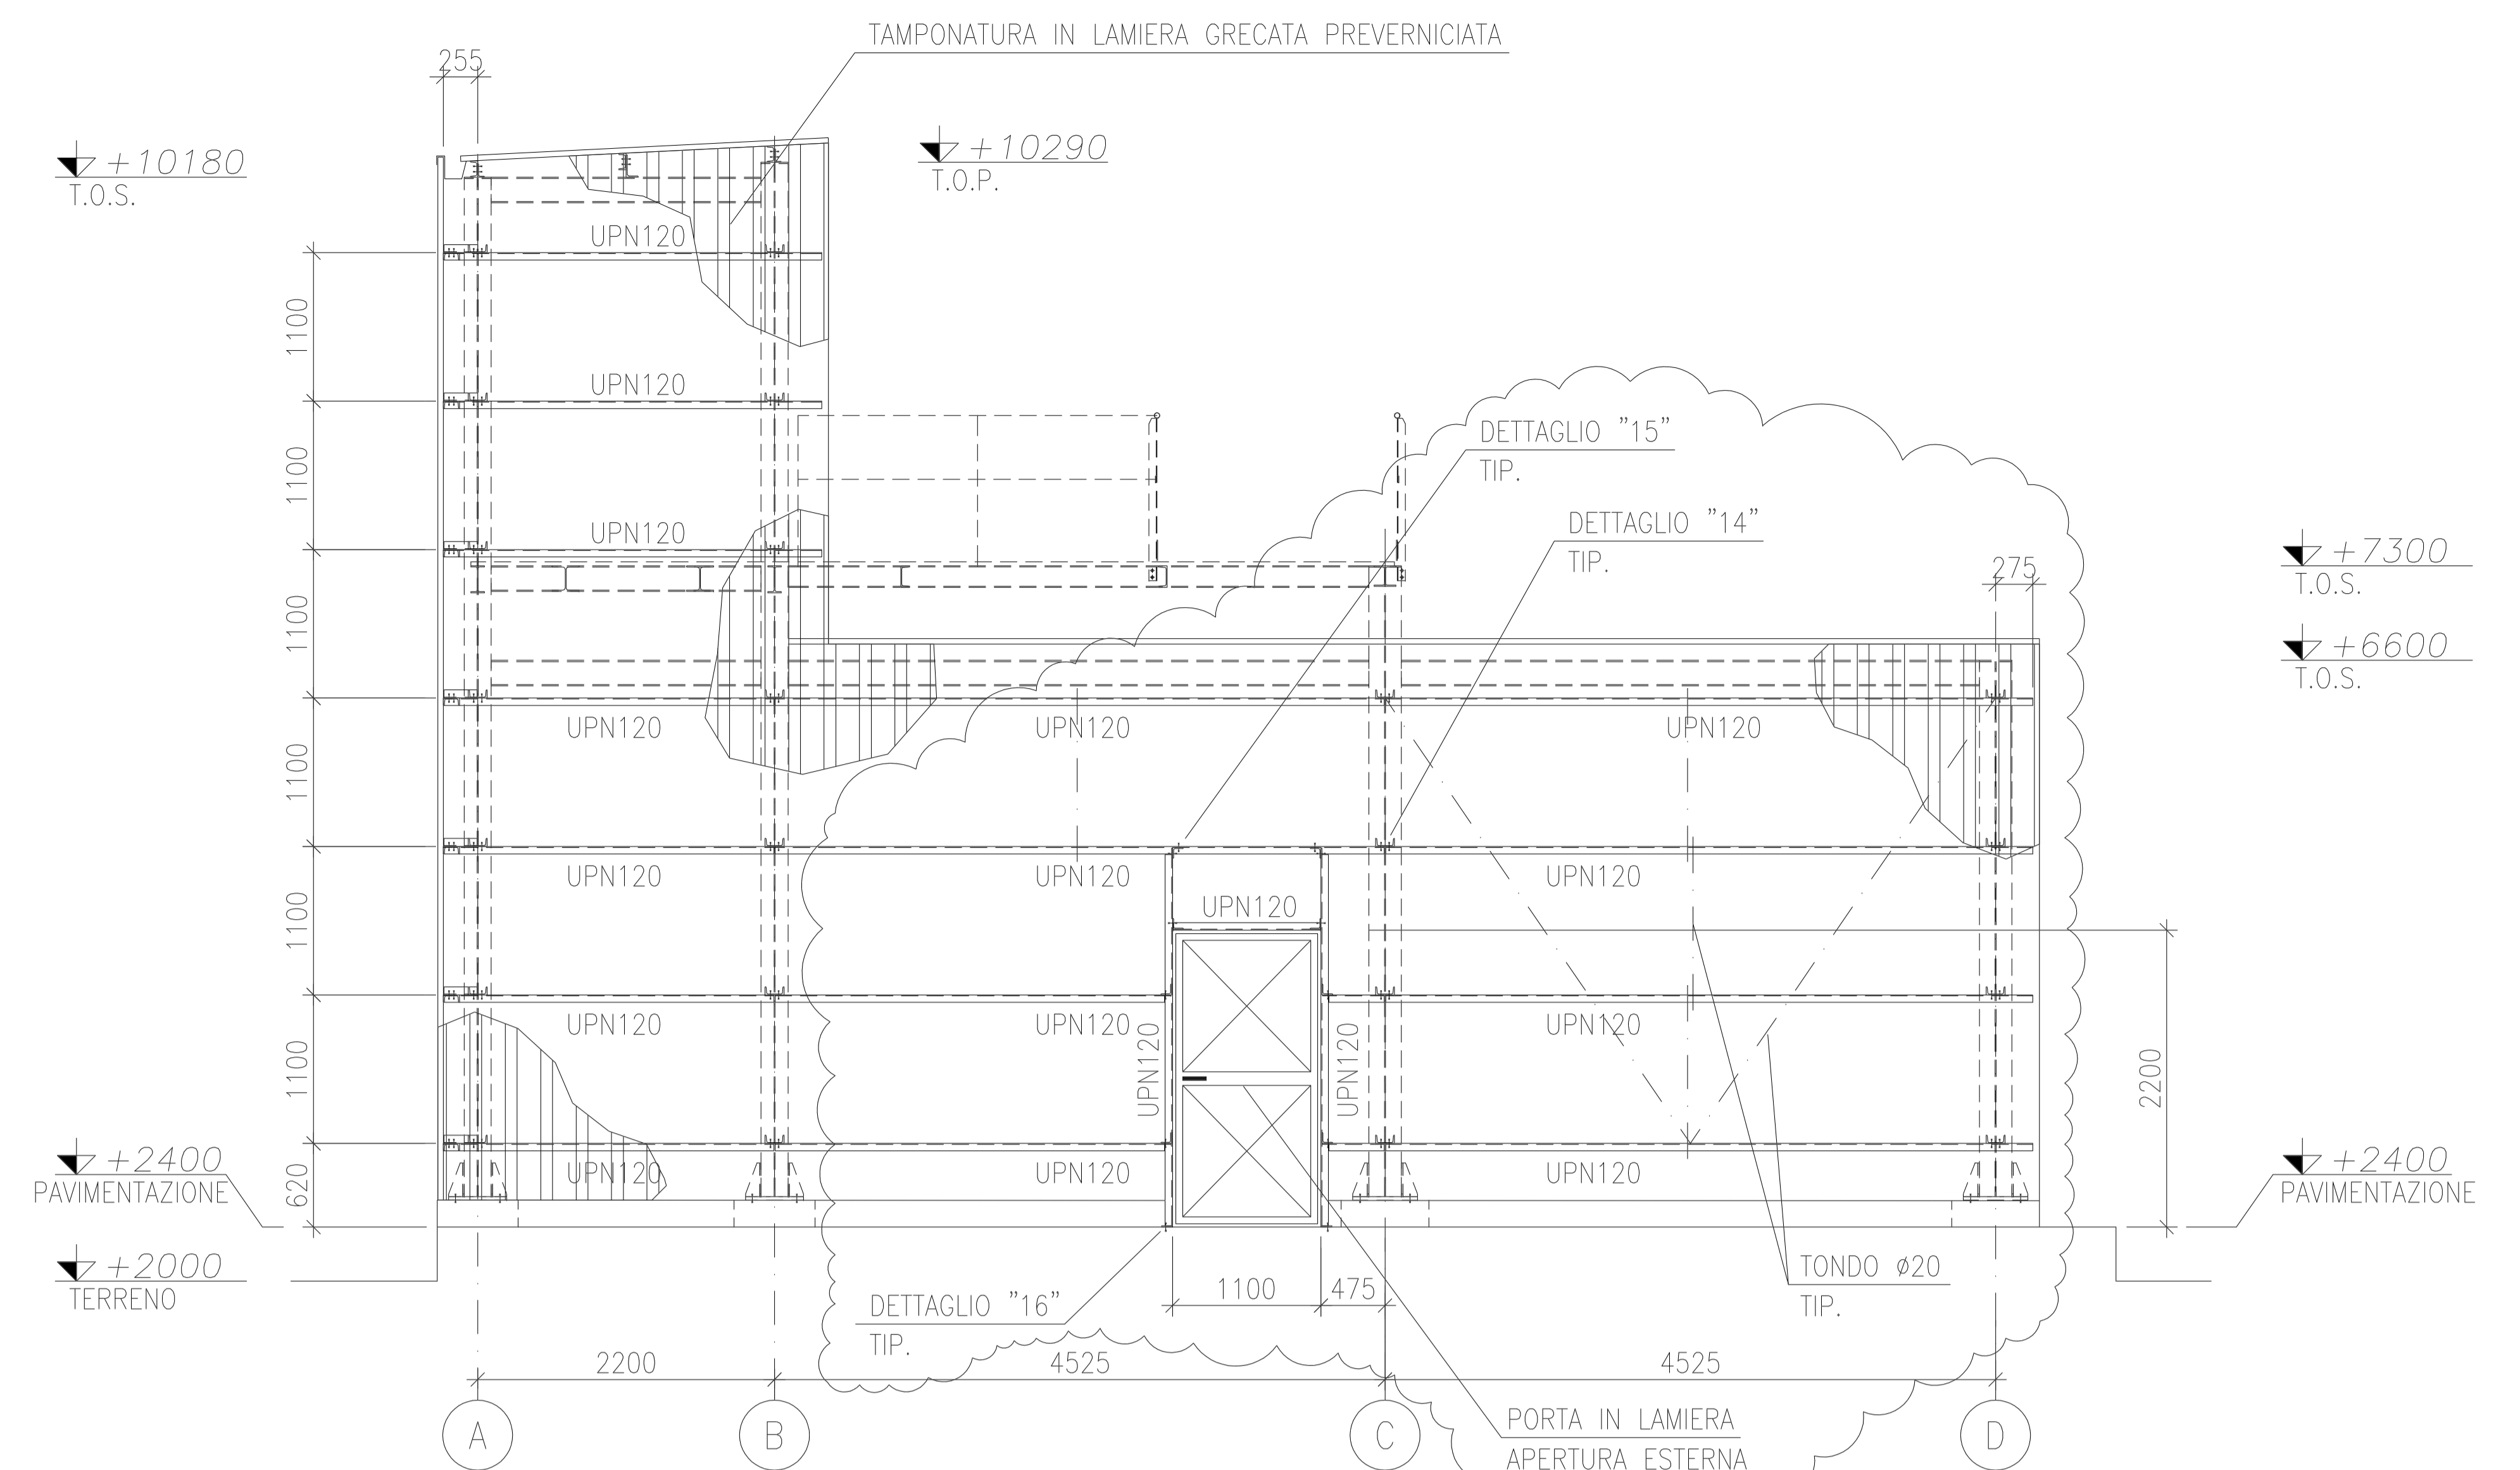 TAMPONATURA IN LAMIERA GRECATA PREVERNICIATA
255
+10180
T.O.S.
+10290
T.O.P.
UPN120
1100
UPN120
1100
DETTAGLIO "15"
TIP.
DETTAGLIO "14"
TIP.
UPN120
+7300
T.O.S.
275
1100
+6600
T.O.S.
UPN120
UPN120
UPN120
1100
UPN120
UPN120
UPN120
UPN120
1100
UPN120
UPN120
UPN120
UPN120
UPN120
1100
2200
+2400
PAVIMENTAZIONE
620
UPN120
UPN120
UPN120
+2400
PAVIMENTAZIONE
+2000
TERRENO
TONDO ø20
TIP.
1100
475
DETTAGLIO "16"
TIP.
2200
4525
4525
A
B
C
D
PORTA IN LAMIERA
APERTURA ESTERNA